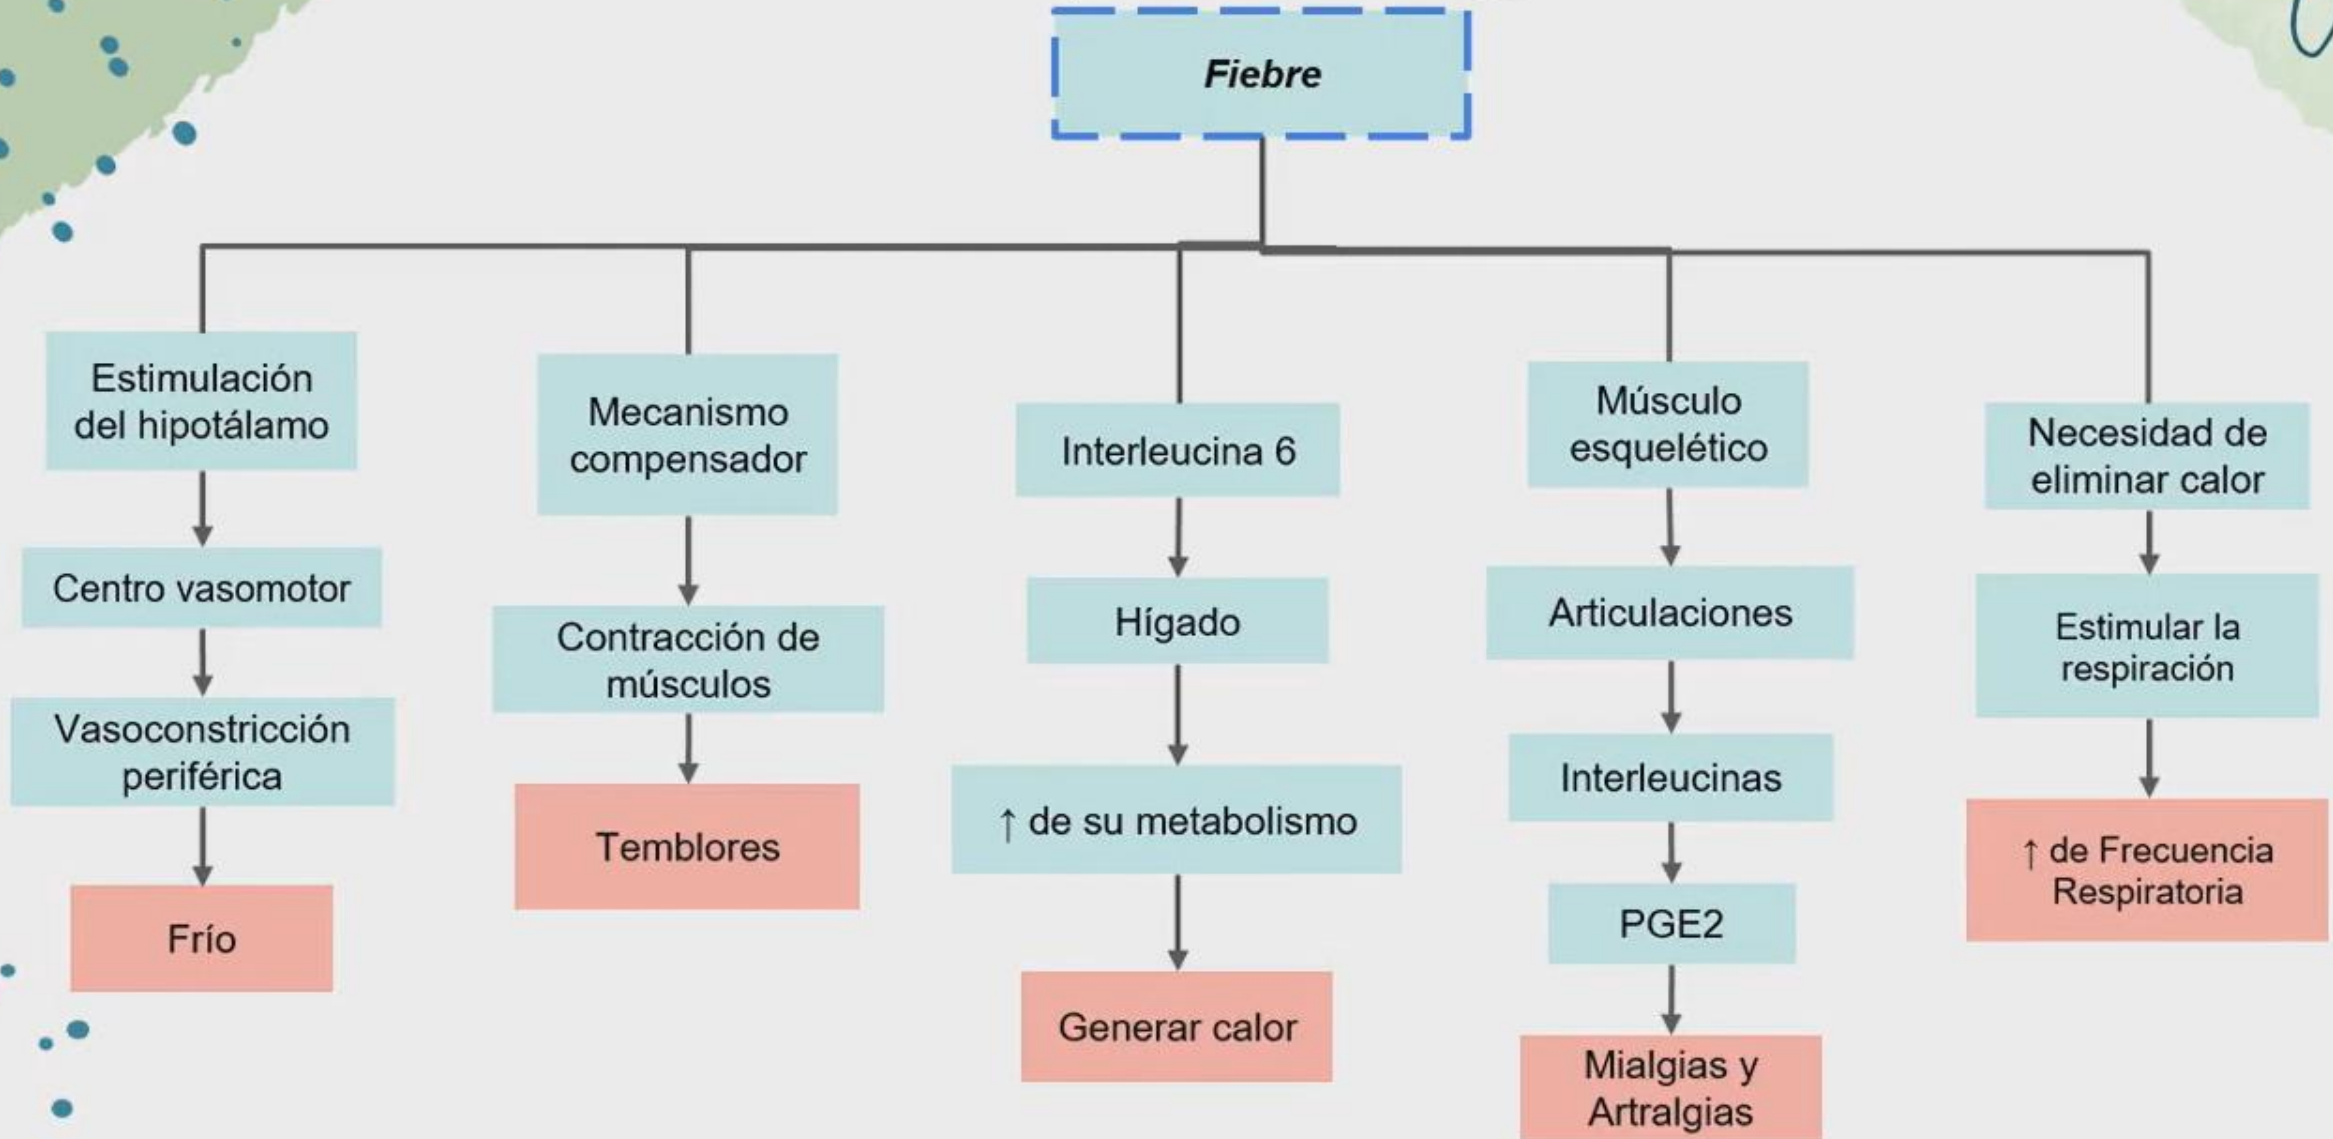 Fiebre
Estimulación
del hipotálamo
Centro vasomotor
Vasoconstricción
periférica
Frío
Mecanismo
compensador
Contracción de
músculos
Temblores
Interleucina 6
Hígado
↑ de su metabolismo
Generar calor
Músculo
esquelético
Articulaciones
Interleucinas
PGE2
Mialgias y
Artralgias
Necesidad de
eliminar calor
Estimular la
respiración
↑ de Frecuencia
Respiratoria